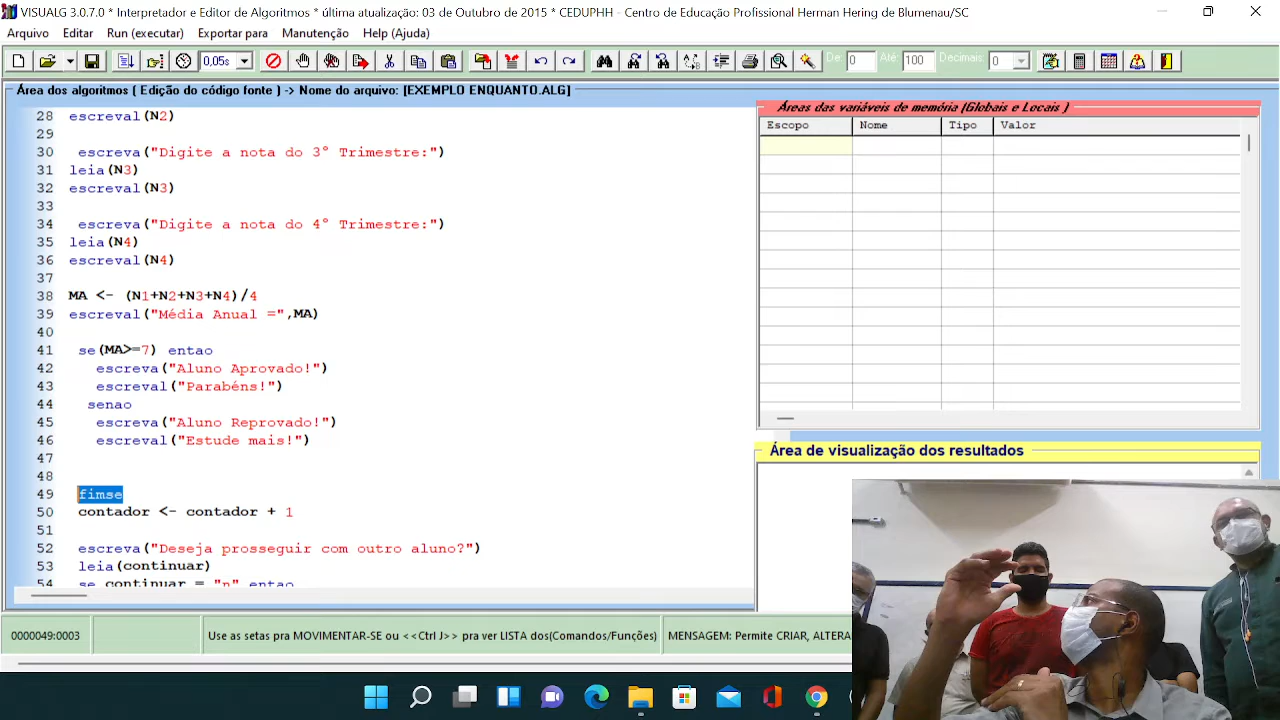 VISUALG 3.0.7.0 * Interpretador e Editor de Algoritmos * última atualização: 03 de Outubro de 2015 * CEDUPHH - Centro de Educação Profissional Herman Hering de Blumenau/SC
Arquivo Editar Run (executar) Exportar para Manutenção Help (Ajuda)
0,05s De: 0 Até: 100 Decimais: 0
Área dos algoritmos ( Edição do código fonte ) -> Nome do arquivo: [EXEMPLO ENQUANTO.ALG]
28 escreval(N2)
29
30 escreva("Digite a nota do 3° Trimestre:")
31 leia(N3)
32 escreval(N3)
33
34 escreva("Digite a nota do 4° Trimestre:")
35 leia(N4)
36 escreval(N4)
37
38 MA <- (N1+N2+N3+N4)/4
39 escreval("Média Anual =",MA)
40
41 se(MA>=7) entao
42 escreva("Aluno Aprovado!")
43 escreval("Parabéns!")
44 senao
45 escreva("Aluno Reprovado!")
46 escreval("Estude mais!")
47
48
49 fimse
50 contador <- contador + 1
51
52 escreva("Deseja prosseguir com outro aluno?")
53 leia(continuar)
54 se continuar = "n" entao
Áreas das variáveis de memória (Globais e Locais )
Escopo Nome Tipo Valor
Área de visualização dos resultados
0000049:0003 Use as setas pra MOVIMENTAR-SE ou <<Ctrl J>> pra ver LISTA dos(Comandos/Funções) MENSAGEM: Permite CRIAR, ALTERA